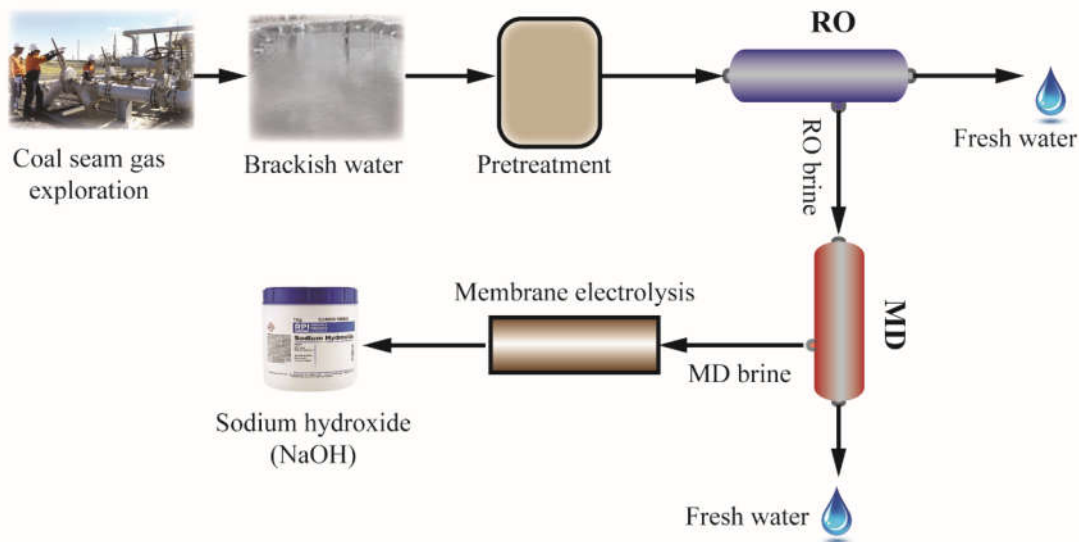 RO
Coal seam gas
exploration
Brackish water
Pretreatment
RO brine
Fresh water
Membrane electrolysis
MD
MD brine
RPI
Sodium Hydroxide
Sodium hydroxide
(NaOH)
Fresh water